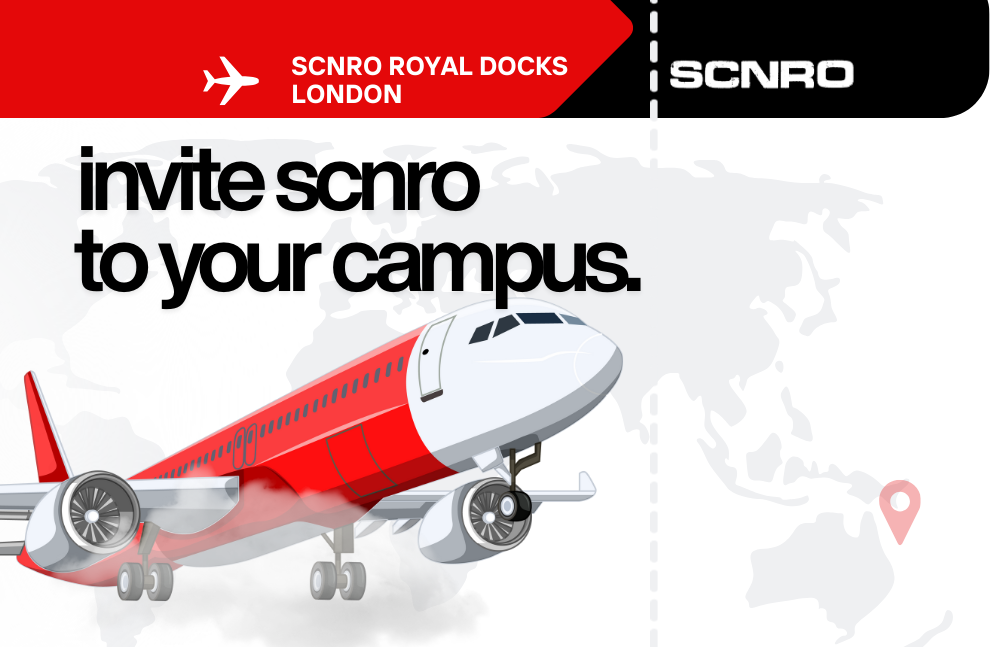 SCNRO ROYAL DOCKS
LONDON
SCNRO
invite scnro
to your campus.